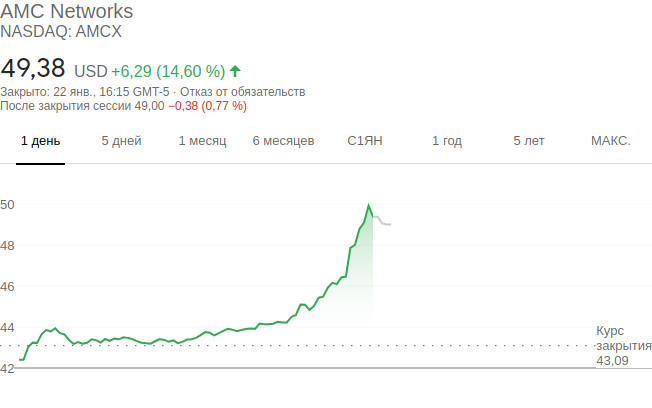 AMC Networks
NASDAQ: AMCX
49,38 USD +6,29 (14,60 %)
Закрыто: 22 янв., 16:15 GMT-5 · Отказ от обязательств
После закрытия сессии 49,00 −0,38 (0,77 %)
1 день 5 дней 1 месяц 6 месяцев С1ЯН 1 год 5 лет МАКС.
50
48
46
44
Курс
закрытия
43,09
42